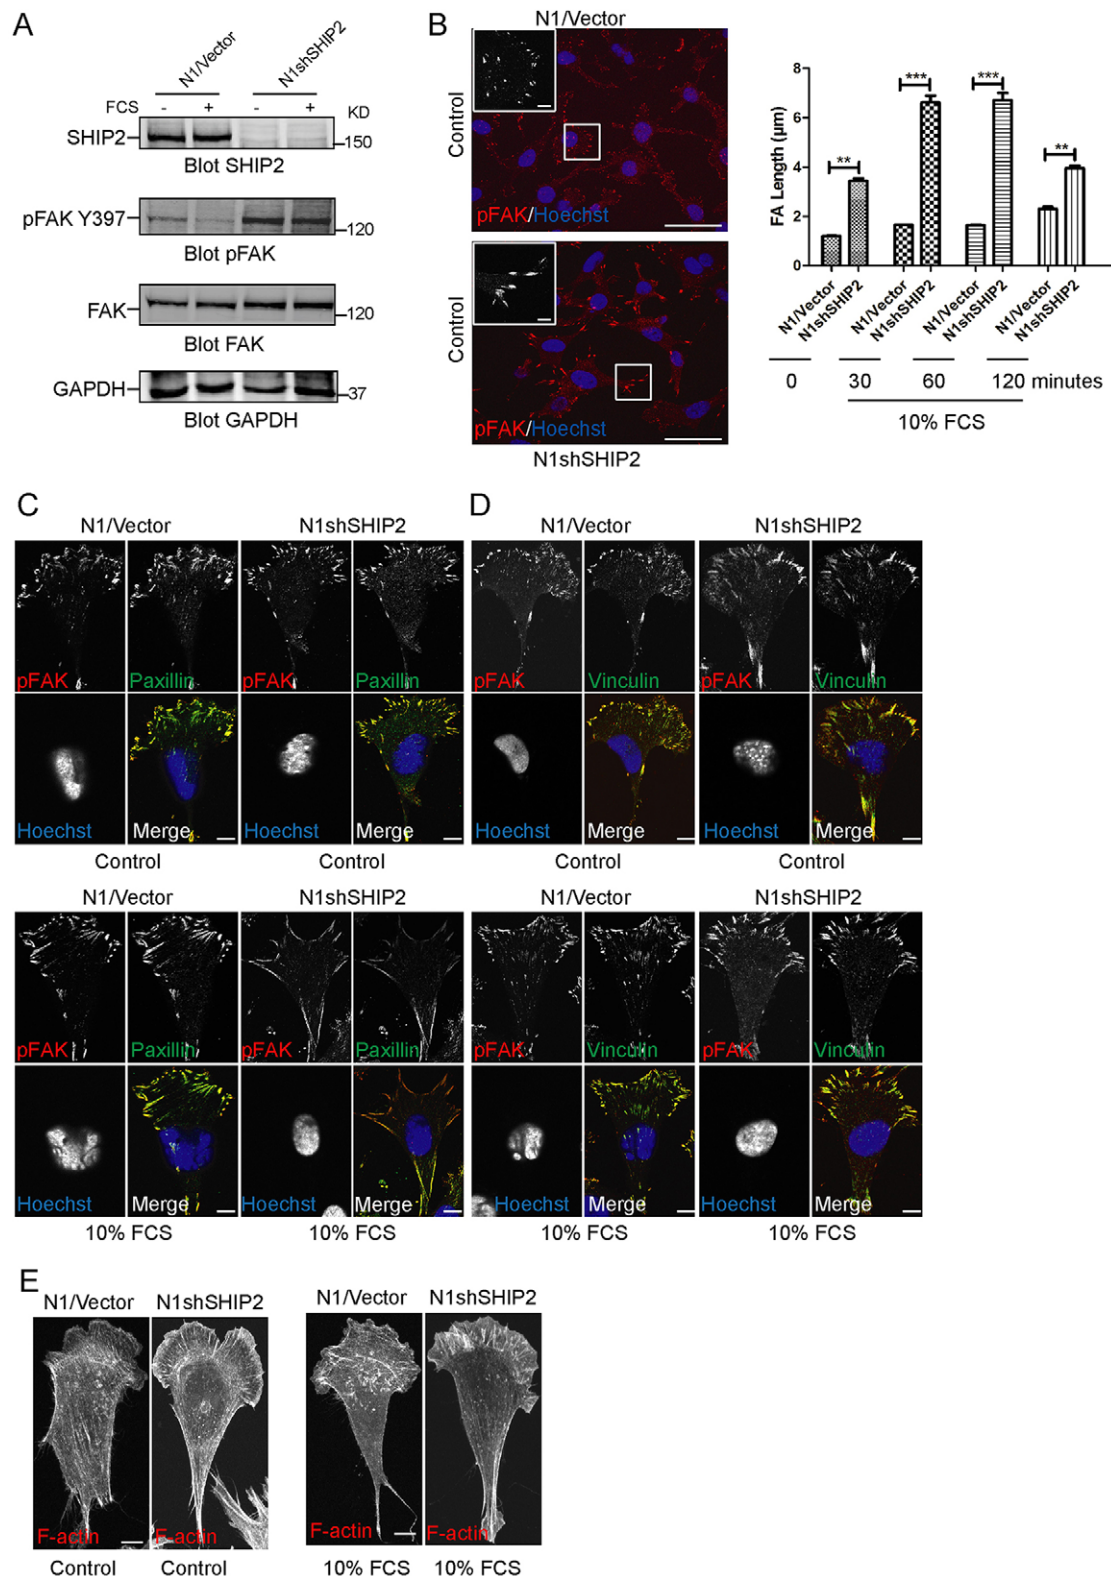 A
N1/Vector
N1shSHIP2
FCS - + - + KD
SHIP2
150
Blot SHIP2
pFAK Y397
120
Blot pFAK
FAK
120
Blot FAK
GAPDH
37
Blot GAPDH
B
N1/Vector
Control
pFAK/Hoechst
Control
pFAK/Hoechst
N1shSHIP2
FA Length (µm)
8
6
4
2
0
**
***
***
**
N1/Vector
N1shSHIP2
N1/Vector
N1shSHIP2
N1/Vector
N1shSHIP2
N1/Vector
N1shSHIP2
0 30 60 120 minutes
10% FCS
C
N1/Vector N1shSHIP2
pFAK Paxillin pFAK Paxillin
Hoechst Merge Hoechst Merge
Control Control
N1/Vector N1shSHIP2
pFAK Paxillin pFAK Paxillin
Hoechst Merge Hoechst Merge
10% FCS 10% FCS
D
N1/Vector N1shSHIP2
pFAK Vinculin pFAK Vinculin
Hoechst Merge Hoechst Merge
Control Control
N1/Vector N1shSHIP2
pFAK Vinculin pFAK Vinculin
Hoechst Merge Hoechst Merge
10% FCS 10% FCS
E
N1/Vector N1shSHIP2
F-actin F-actin
Control Control
N1/Vector N1shSHIP2
F-actin F-actin
10% FCS 10% FCS